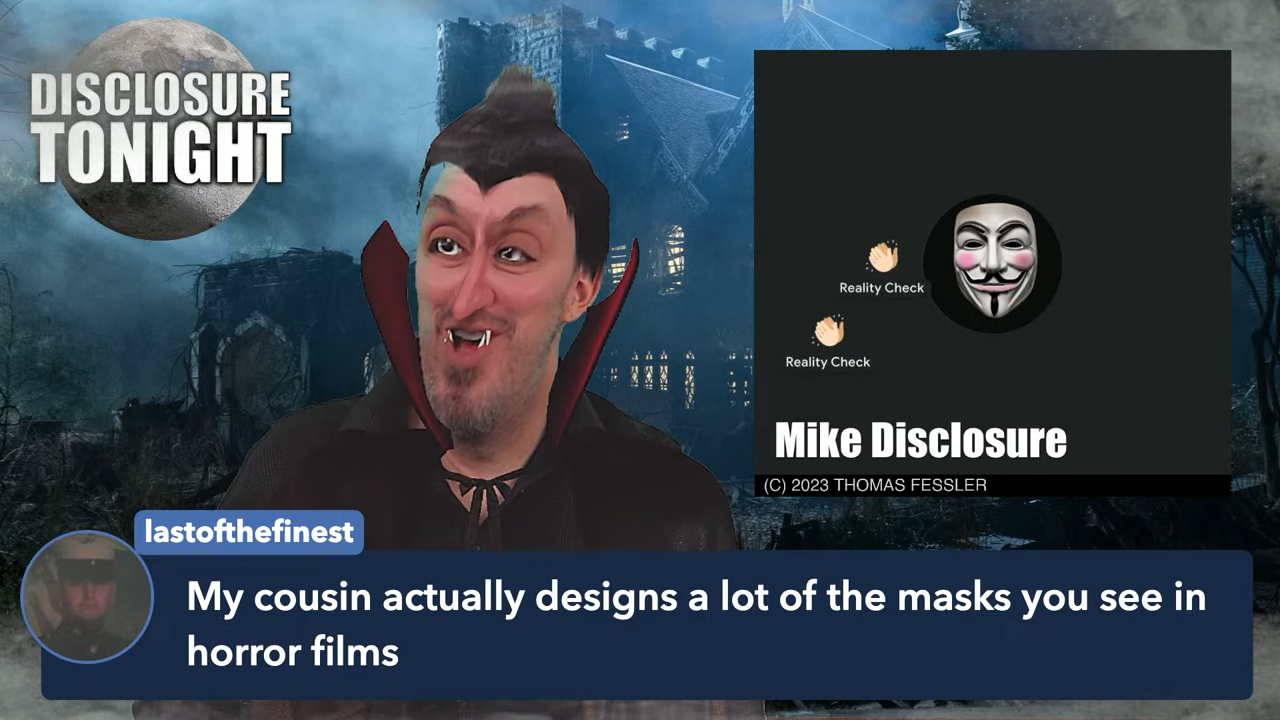 DISCLOSURE
TONIGHT
Reality Check
Reality Check
Mike Disclosure
(C) 2023 THOMAS FESSLER
lastofthefinest
My cousin actually designs a lot of the masks you see in
horror films